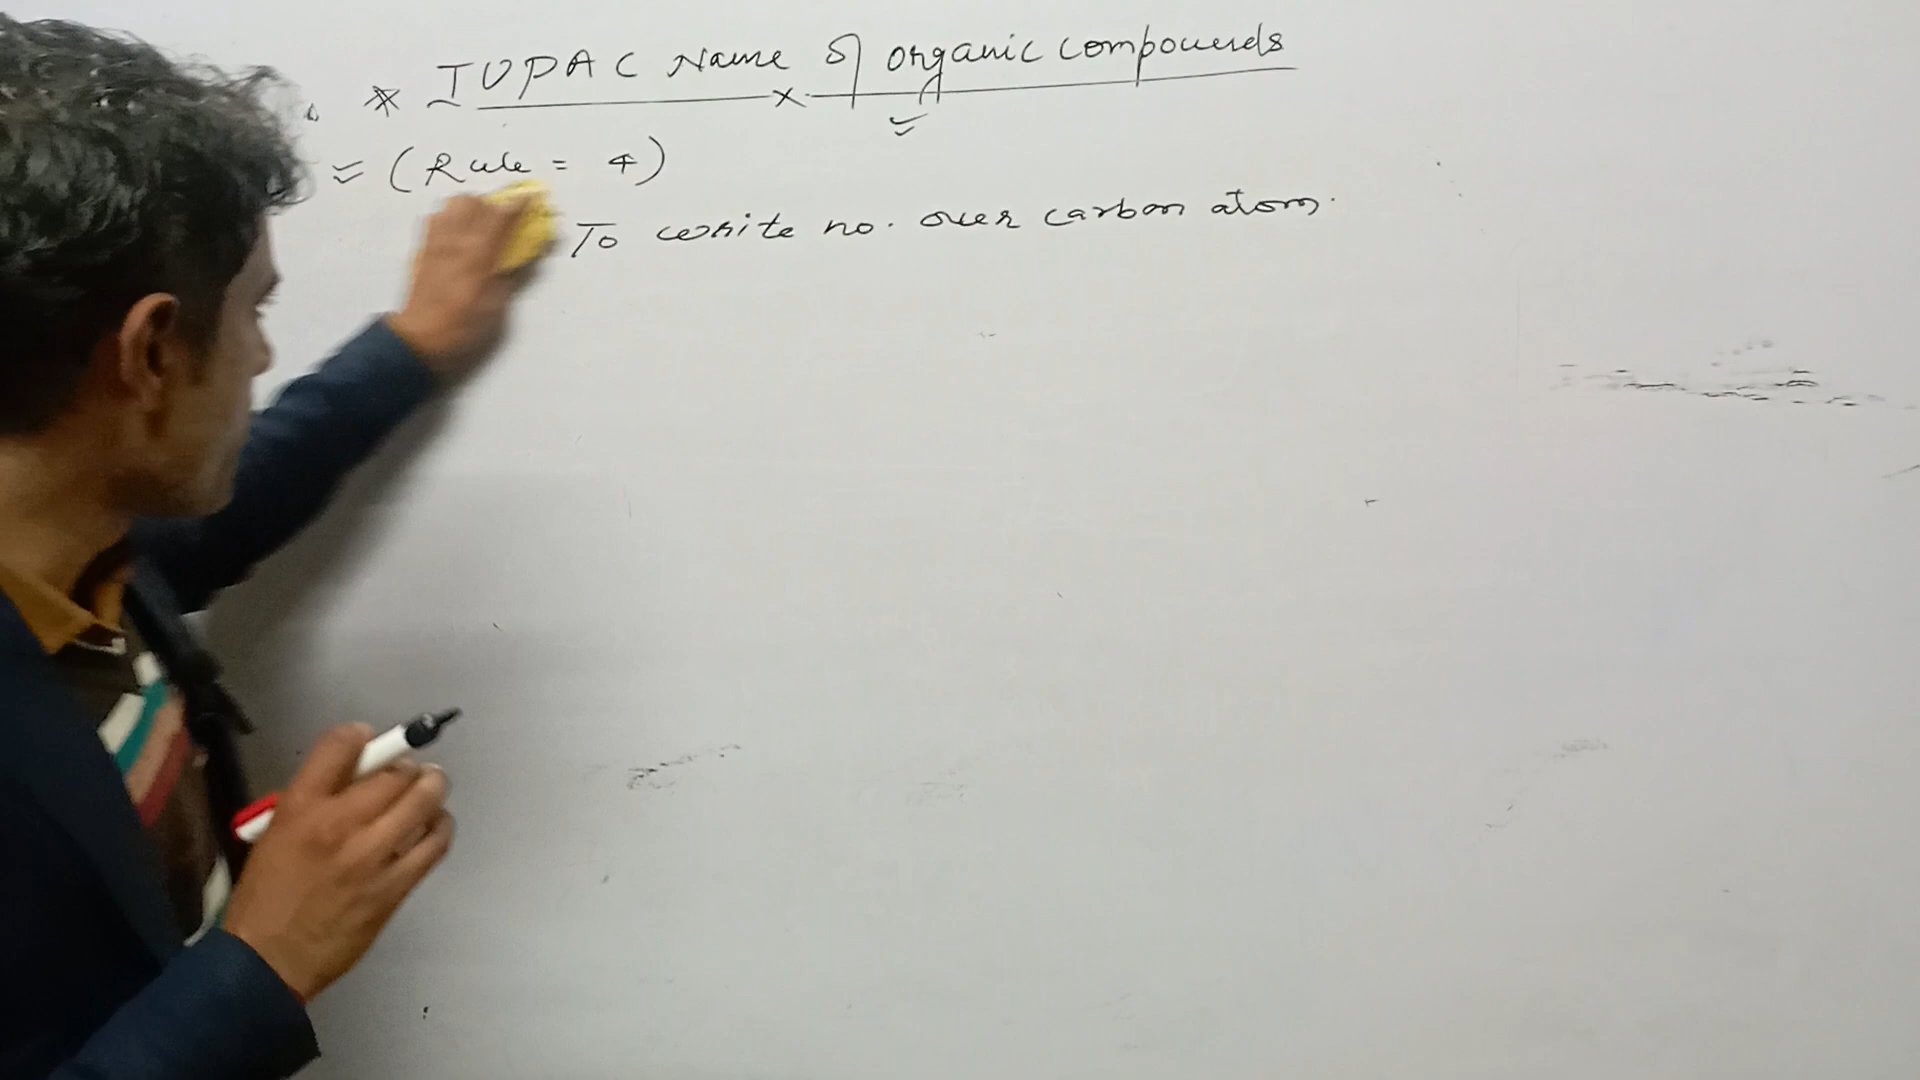 * IUPAC Name of organic compounds
= (Rule = 4)
To write no. over carbon atom.